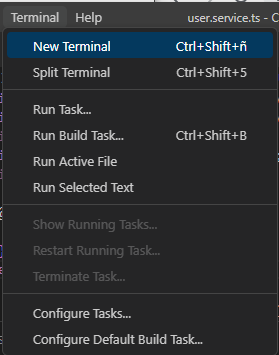 Terminal Help user.service.ts - C
New Terminal Ctrl+Shift+ñ
Split Terminal Ctrl+Shift+5
Run Task...
Run Build Task... Ctrl+Shift+B
Run Active File
Run Selected Text
Show Running Tasks...
Restart Running Task...
Terminate Task...
Configure Tasks...
Configure Default Build Task...